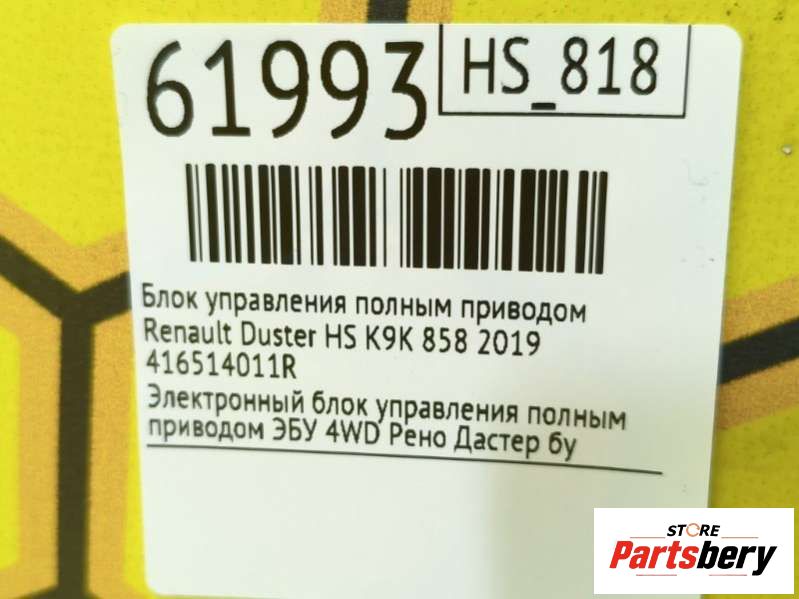 61993
HS_818
Блок управления полным приводом
Renault Duster HS K9K 858 2019
416514011R
Электронный блок управления полным
приводом ЭБУ 4WD Рено Дастер бу
STORE
Partsbery